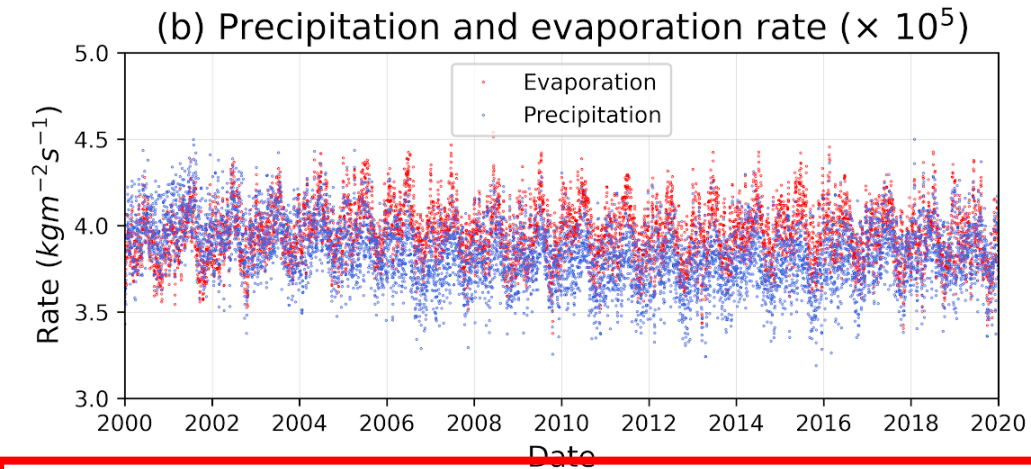 (b) Precipitation and evaporation rate (× 10⁵)
Rate (kgm⁻²s⁻¹)
5.0
4.5
4.0
3.5
3.0
Evaporation
Precipitation
2000 2002 2004 2006 2008 2010 2012 2014 2016 2018 2020
Date